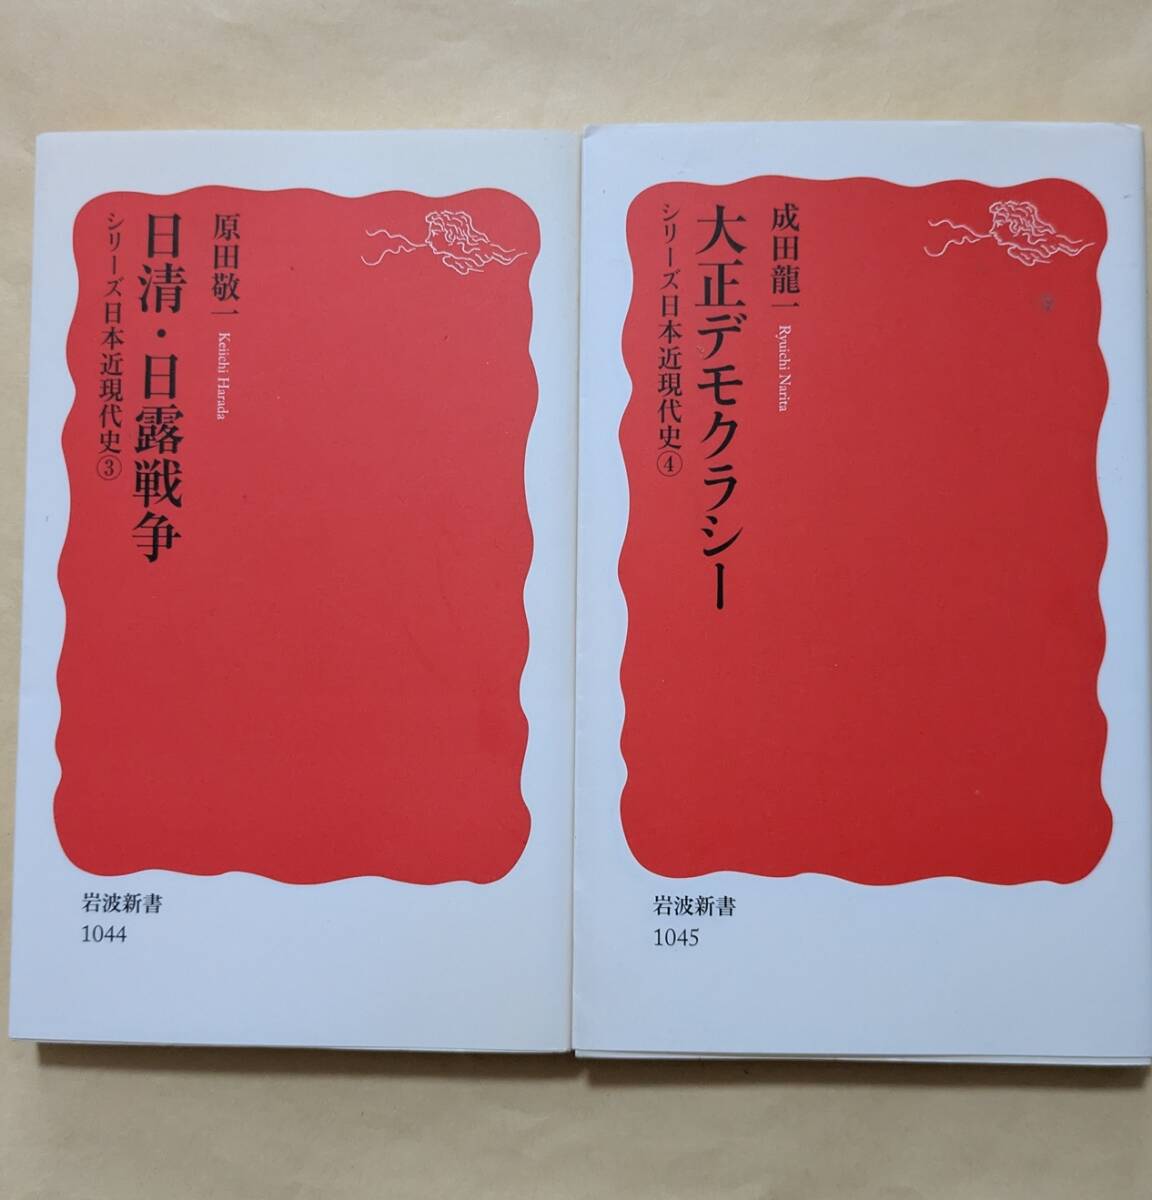 原田敬一 Keiichi Harada
日清・日露戦争
シリーズ日本近現代史③
岩波新書
1044
成田龍一 Ryuichi Narita
大正デモクラシー
シリーズ日本近現代史④
岩波新書
1045